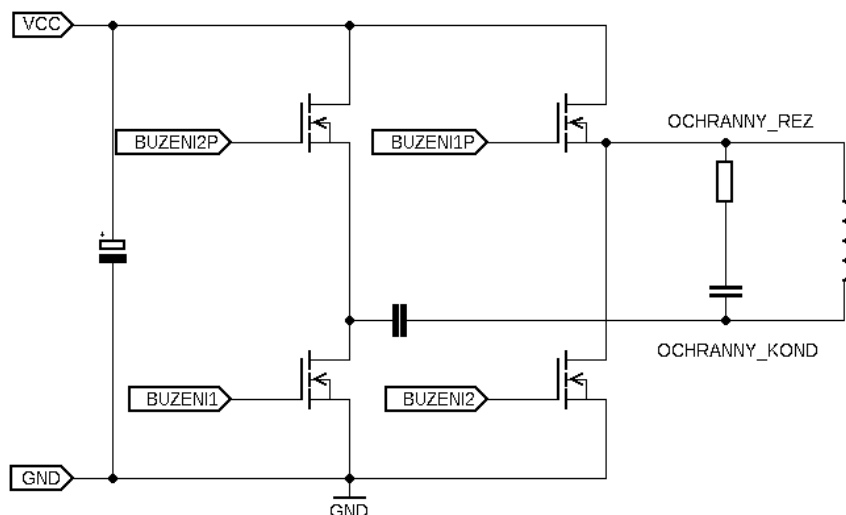 VCC
BUZENI2P
BUZENI1P
OCHRANNY_REZ
+
OCHRANNY_KOND
BUZENI1
BUZENI2
GND
GND